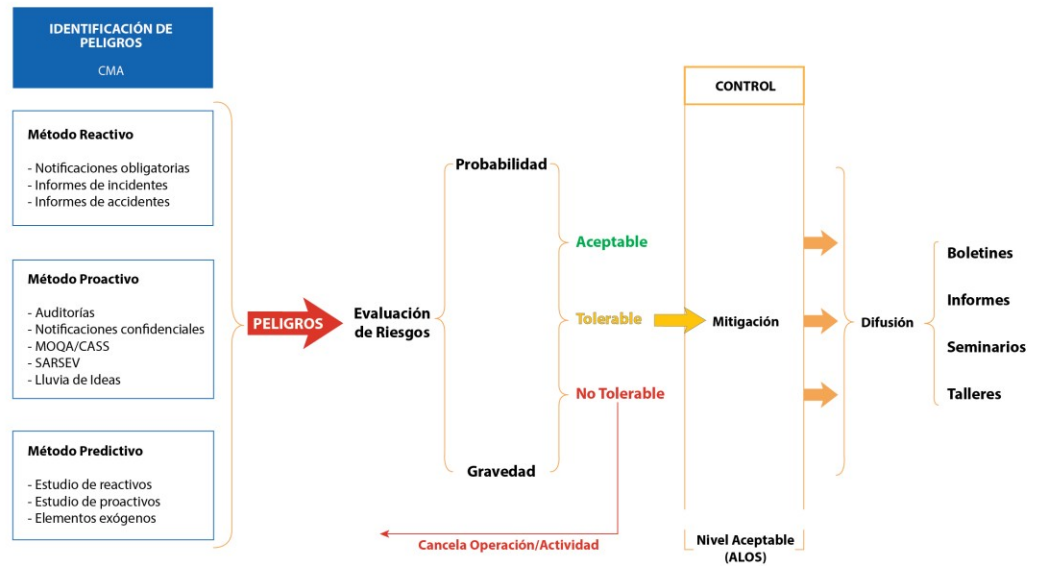 IDENTIFICACIÓN DE
PELIGROS
CMA
Método Reactivo
- Notificaciones obligatorias
- Informes de incidentes
- Informes de accidentes
Método Proactivo
- Auditorías
- Notificaciones confidenciales
- MOQA/CASS
- SARSEV
- Lluvia de Ideas
Método Predictivo
- Estudio de reactivos
- Estudio de proactivos
- Elementos exógenos
PELIGROS
Evaluación
de Riesgos
Probabilidad
Gravedad
Aceptable
Tolerable
No Tolerable
Cancela Operación/Actividad
CONTROL
Mitigación
Nivel Aceptable
(ALOS)
Difusión
Boletines
Informes
Seminarios
Talleres